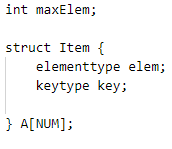 int maxElem;
struct Item {
elementtype elem;
keytype key;
} A[NUM];